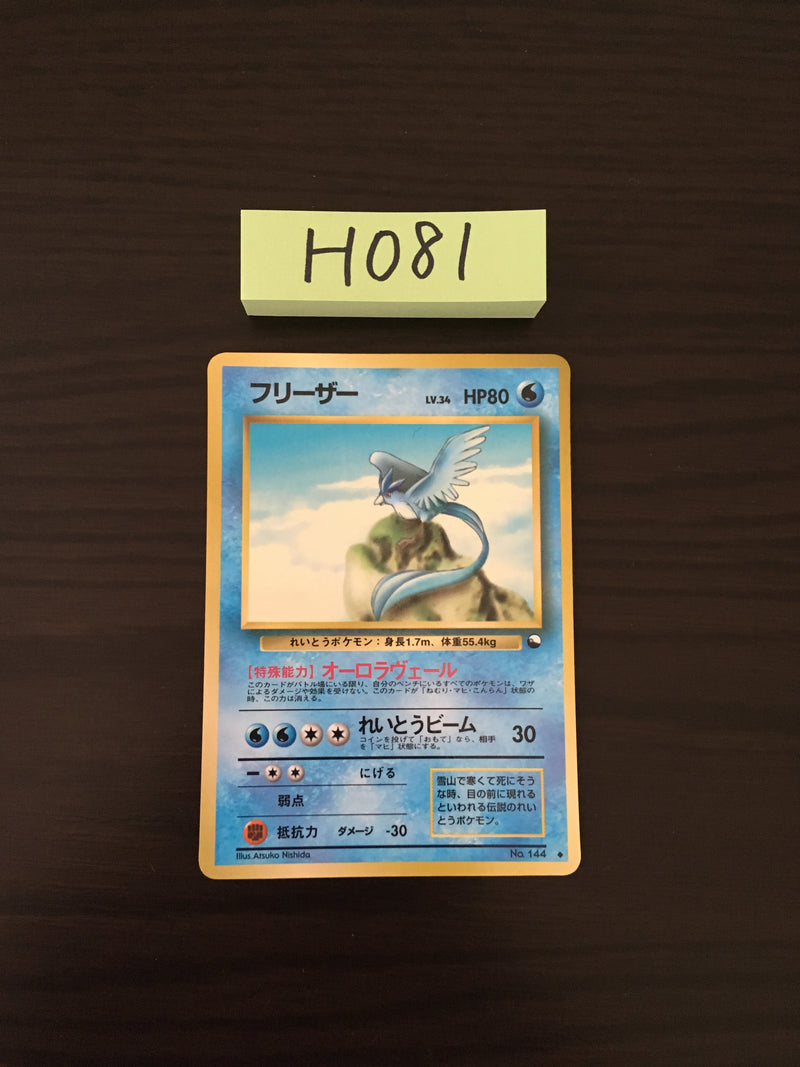 H081
フリーザー LV.34 HP80
れいとうポケモン：身長1.7m、体重55.4kg
［特殊能力］オーロラヴェール
このカードがバトル場にいる限り、自分のベンチにいるすべてのポケモンは、ワザ
によるダメージや効果を受けない。このカードが「ねむり・マヒ・こんらん」状態の
時、この力は消える。
れいとうビーム 30
コインを投げて「おもて」なら、相手
を「マヒ」状態にする。
にげる
弱点
抵抗力 ダメージ -30
雪山で寒くて死にそう
な時、目の前に現れる
といわれる伝説のれい
とうポケモン。
Illus. Atsuko Nishida No. 144